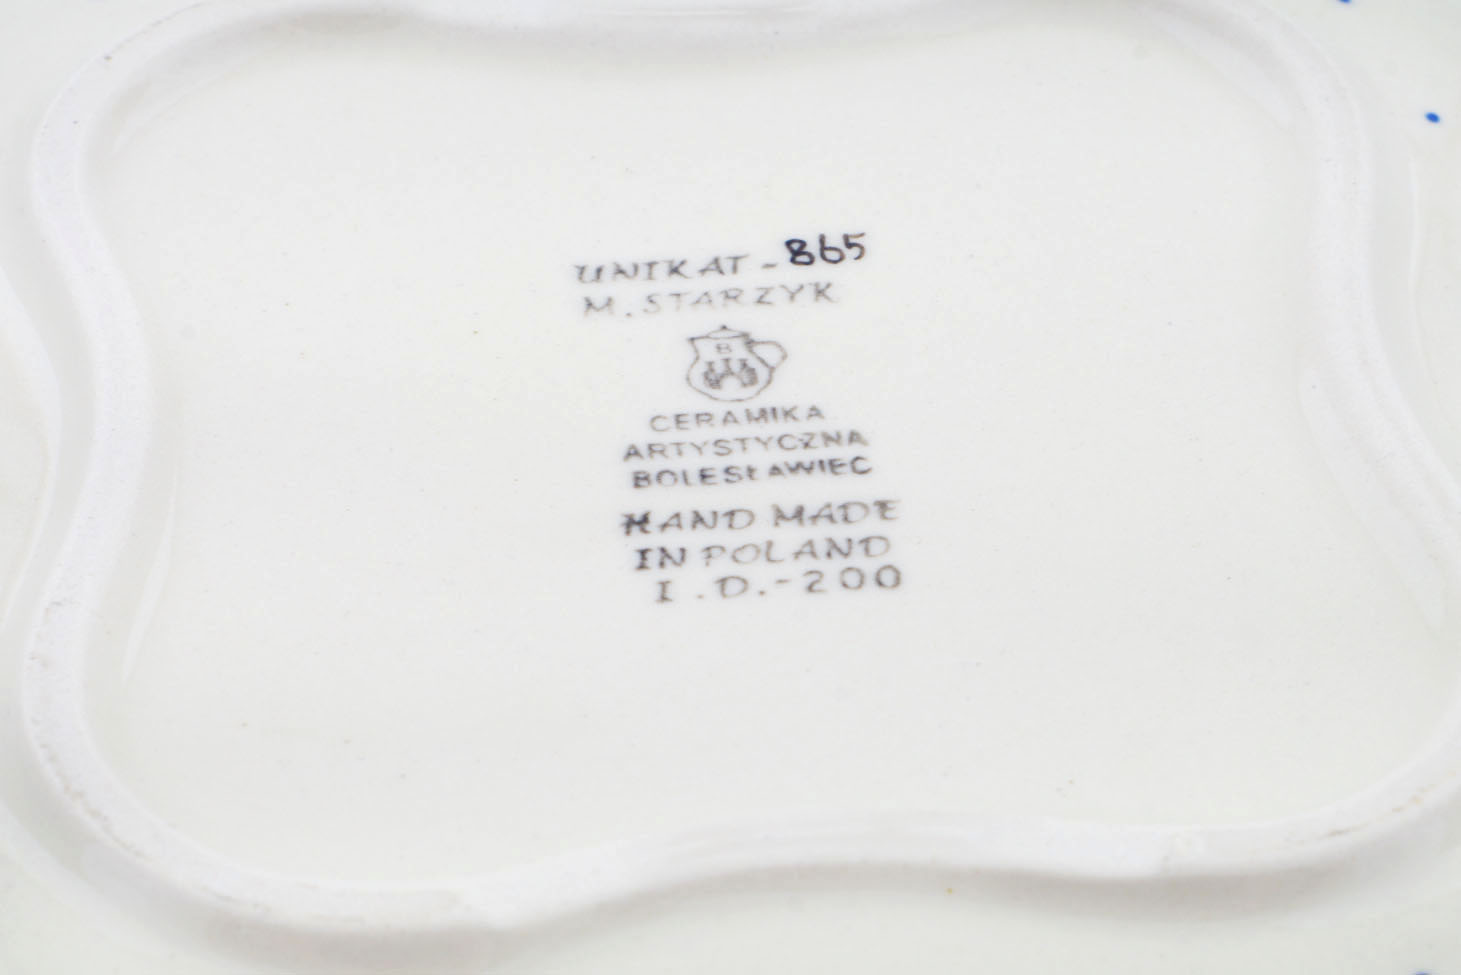 UNIKAT - 865
M. STARZYK
B
CERAMIKA
ARTYSTYCZNA
BOLESŁAWIEC
HAND MADE
IN POLAND
I.D.-200